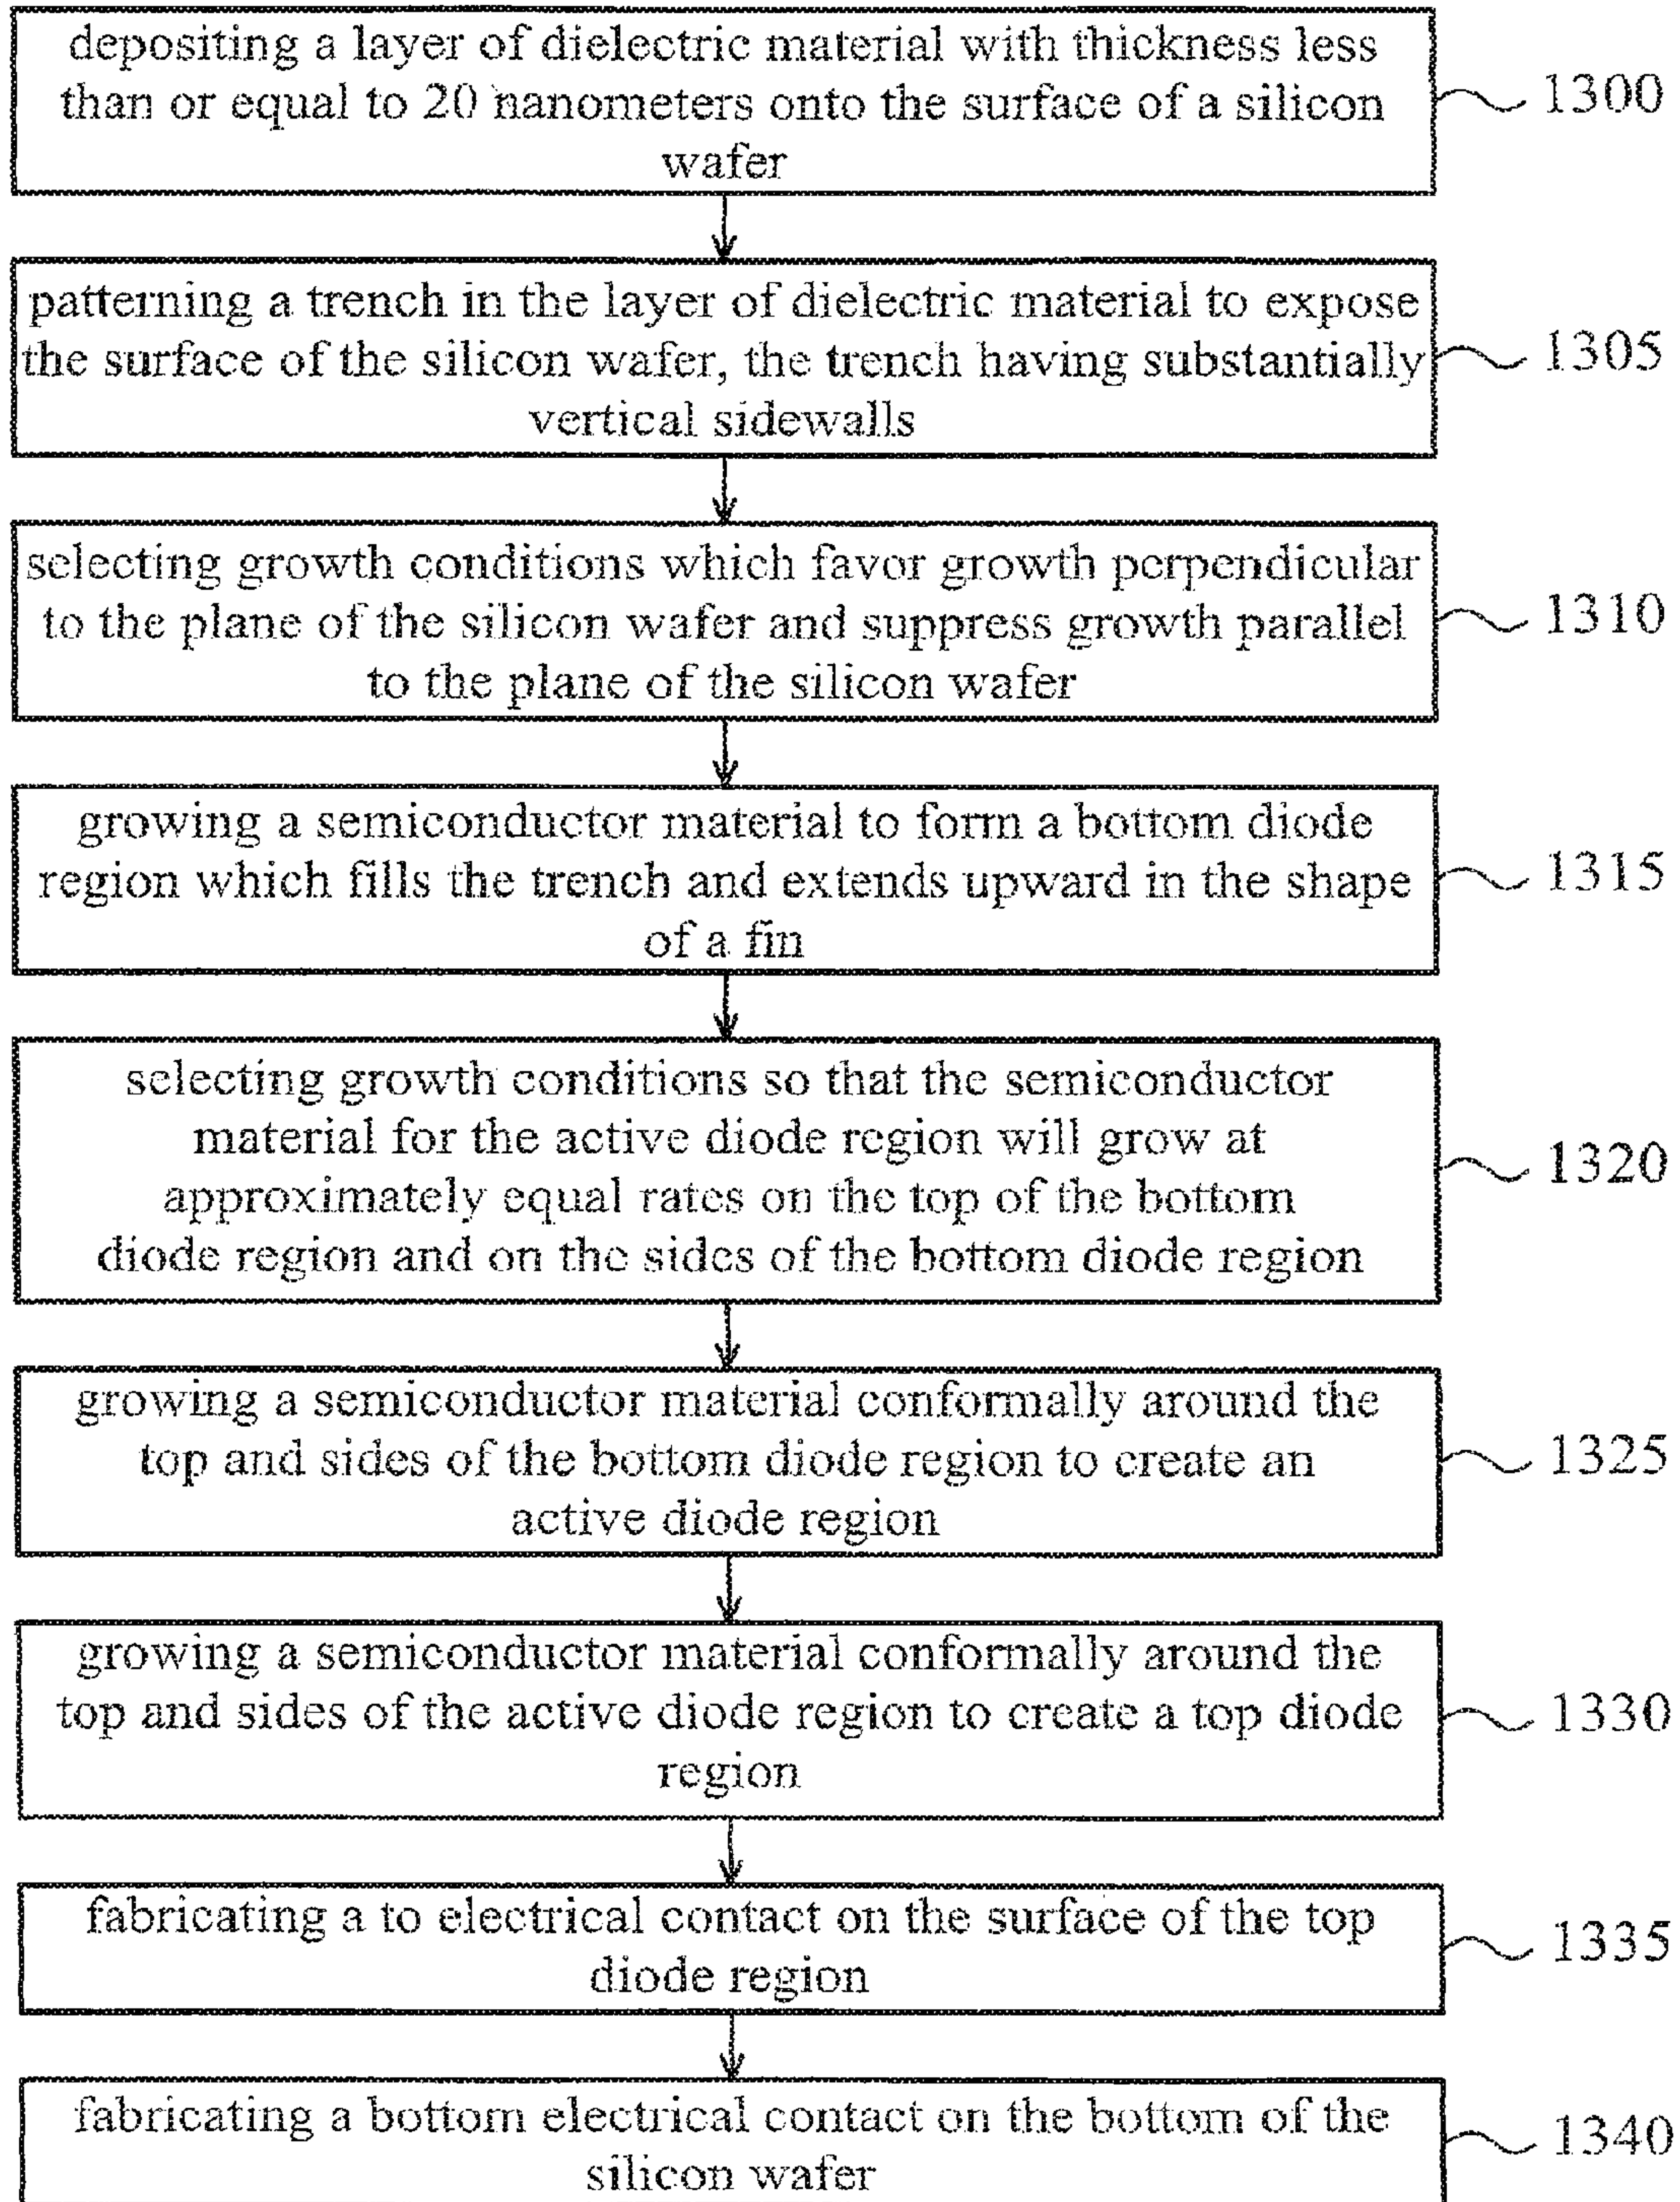 depositing a layer of dielectric material with thickness less
than or equal to 20 nanometers onto the surface of a silicon
wafer
1300
patterning a trench in the layer of dielectric material to expose
the surface of the silicon wafer, the trench having substantially
vertical sidewalls
1305
selecting growth conditions which favor growth perpendicular
to the plane of the silicon wafer and suppress growth parallel
to the plane of the silicon wafer
1310
growing a semiconductor material to form a bottom diode
region which fills the trench and extends upward in the shape
of a fin
1315
selecting growth conditions so that the semiconductor
material for the active diode region will grow at
approximately equal rates on the top of the bottom
diode region and on the sides of the bottom diode region
1320
growing a semiconductor material conformally around the
top and sides of the bottom diode region to create an
active diode region
1325
growing a semiconductor material conformally around the
top and sides of the active diode region to create a top diode
region
1330
fabricating a to electrical contact on the surface of the top
diode region
1335
fabricating a bottom electrical contact on the bottom of the
silicon wafer
1340